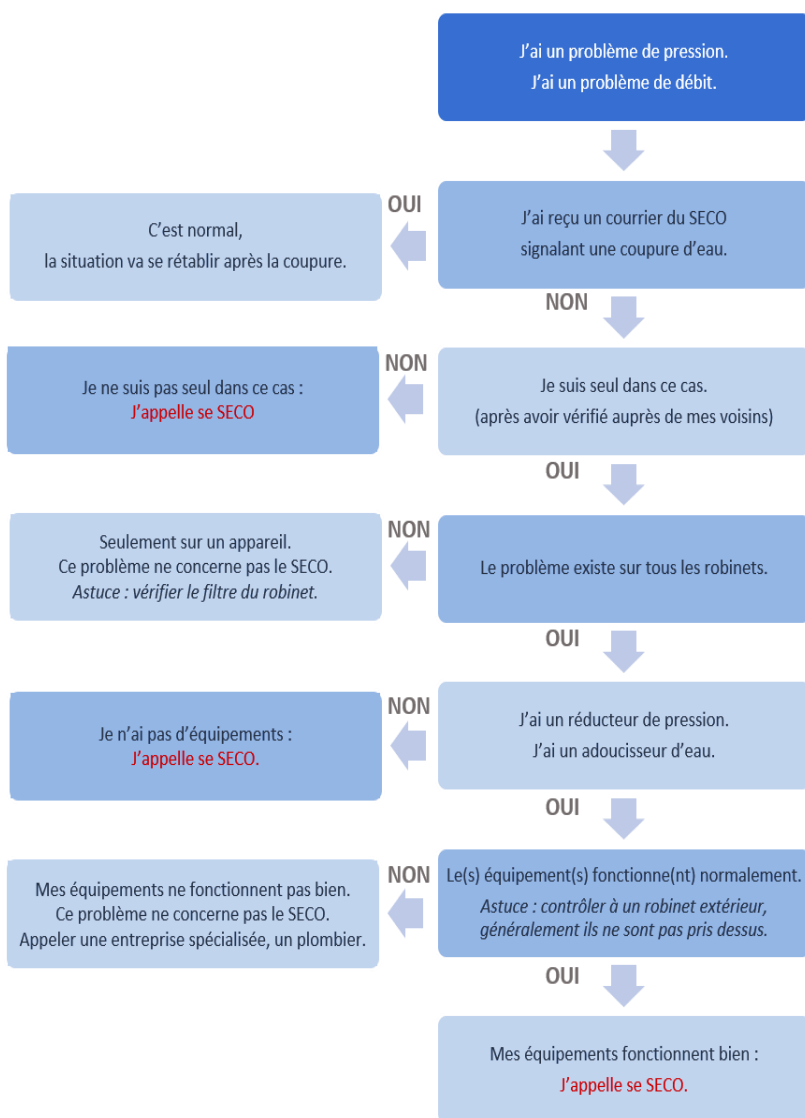 J’ai un problème de pression.
J’ai un problème de débit.
OUI
C’est normal,
la situation va se rétablir après la coupure.
J’ai reçu un courrier du SECO
signalant une coupure d’eau.
NON
NON
Je ne suis pas seul dans ce cas :
J’appelle se SECO
Je suis seul dans ce cas.
(après avoir vérifié auprès de mes voisins)
OUI
NON
Seulement sur un appareil.
Ce problème ne concerne pas le SECO.
Astuce : vérifier le filtre du robinet.
Le problème existe sur tous les robinets.
OUI
NON
Je n’ai pas d’équipements :
J’appelle se SECO.
J’ai un réducteur de pression.
J’ai un adoucisseur d’eau.
OUI
NON
Mes équipements ne fonctionnent pas bien.
Ce problème ne concerne pas le SECO.
Appeler une entreprise spécialisée, un plombier.
Le(s) équipement(s) fonctionne(nt) normalement.
Astuce : contrôler à un robinet extérieur,
généralement ils ne sont pas pris dessus.
OUI
Mes équipements fonctionnent bien :
J’appelle se SECO.